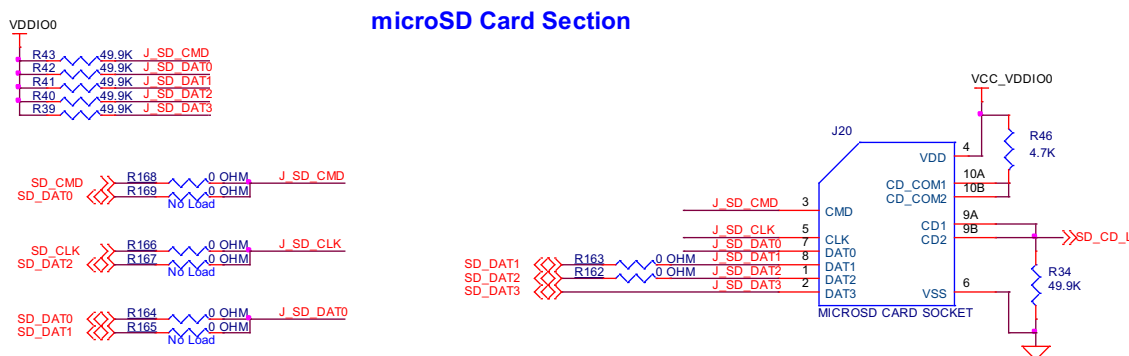 microSD Card Section
VDDIO0
R43 49.9K J_SD_CMD
R42 49.9K J_SD_DAT0
R41 49.9K J_SD_DAT1
R40 49.9K J_SD_DAT2
R39 49.9K J_SD_DAT3
SD_CMD R168 0 OHM J_SD_CMD
SD_DAT0 R169 0 OHM
No Load
SD_CLK R166 0 OHM J_SD_CLK
SD_DAT2 R167 0 OHM
No Load
SD_DAT0 R164 0 OHM J_SD_DAT0
SD_DAT1 R165 0 OHM
No Load
VCC_VDDIO0
J20
R46
4.7K
4
VDD
10A
CD_COM1
10B
CD_COM2
J_SD_CMD 3 CMD
9A
CD1
9B
CD2
SD_CD_L
J_SD_CLK 5 CLK
J_SD_DAT0 7 DAT0
SD_DAT1 R163 0 OHM J_SD_DAT1 8 DAT1
SD_DAT2 R162 0 OHM J_SD_DAT2 1 DAT2
SD_DAT3 J_SD_DAT3 2 DAT3
R34
49.9K
6
VSS
MICROSD CARD SOCKET